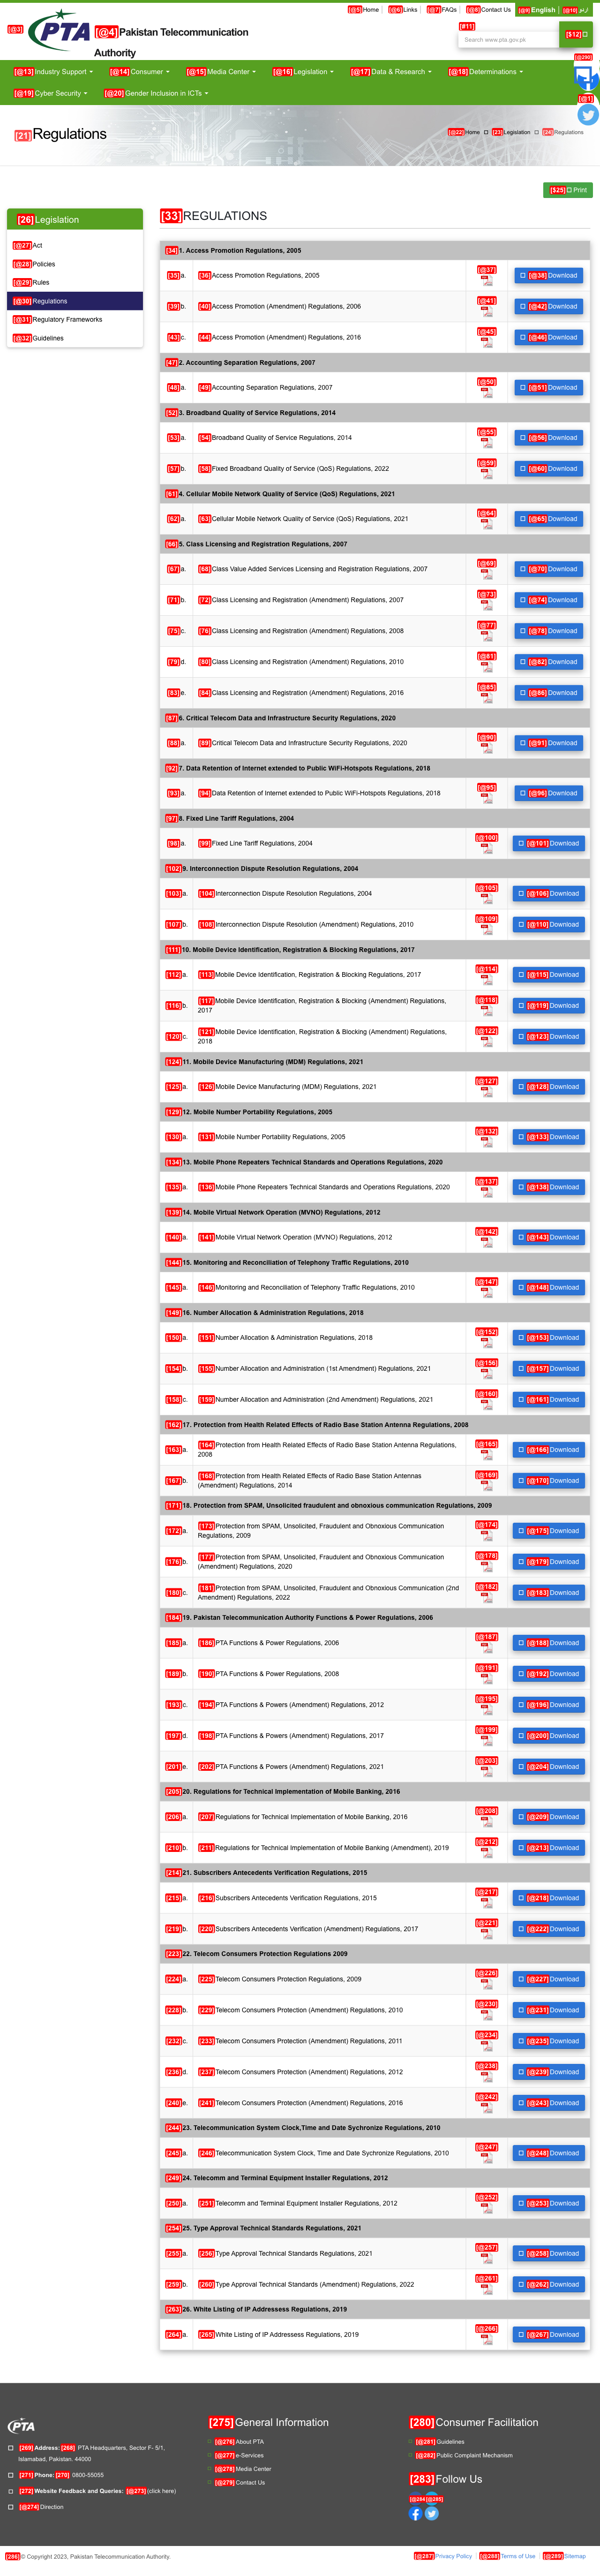 [@3]
[@4]Pakistan Telecommunication Authority
PTA
[@5]Home
[@6]Links
[@7]FAQs
[@8]Contact Us
[@9]English
[@10]اردو
[#11]
Search www.pta.gov.pk
[$12]
[@290]
[@1]
[@13]Industry Support
[@14]Consumer
[@15]Media Center
[@16]Legislation
[@17]Data & Research
[@18]Determinations
[@19]Cyber Security
[@20]Gender Inclusion in ICTs
[21]Regulations
[@22]Home
[23]Legislation
[24]Regulations
[$25] Print
[26]Legislation
[@27]Act
[@28]Policies
[@29]Rules
[@30]Regulations
[@31]Regulatory Frameworks
[@32]Guidelines
[33]REGULATIONS
[34]1. Access Promotion Regulations, 2005
[35]a. [36]Access Promotion Regulations, 2005 [@37] [@38] Download
[39]b. [40]Access Promotion (Amendment) Regulations, 2006 [@41] [@42] Download
[43]c. [44]Access Promotion (Amendment) Regulations, 2016 [@45] [@46] Download
[47]2. Accounting Separation Regulations, 2007
[48]a. [49]Accounting Separation Regulations, 2007 [@50] [@51] Download
[52]3. Broadband Quality of Service Regulations, 2014
[53]a. [54]Broadband Quality of Service Regulations, 2014 [@55] [@56] Download
[57]b. [58]Fixed Broadband Quality of Service (QoS) Regulations, 2022 [@59] [@60] Download
[61]4. Cellular Mobile Network Quality of Service (QoS) Regulations, 2021
[62]a. [63]Cellular Mobile Network Quality of Service (QoS) Regulations, 2021 [@64] [@65] Download
[66]5. Class Licensing and Registration Regulations, 2007
[67]a. [68]Class Value Added Services Licensing and Registration Regulations, 2007 [@69] [@70] Download
[71]b. [72]Class Licensing and Registration (Amendment) Regulations, 2007 [@73] [@74] Download
[75]c. [76]Class Licensing and Registration (Amendment) Regulations, 2008 [@77] [@78] Download
[79]d. [80]Class Licensing and Registration (Amendment) Regulations, 2010 [@81] [@82] Download
[83]e. [84]Class Licensing and Registration (Amendment) Regulations, 2016 [@85] [@86] Download
[87]6. Critical Telecom Data and Infrastructure Security Regulations, 2020
[88]a. [89]Critical Telecom Data and Infrastructure Security Regulations, 2020 [@90] [@91] Download
[92]7. Data Retention of Internet extended to Public WiFi-Hotspots Regulations, 2018
[93]a. [94]Data Retention of Internet extended to Public WiFi-Hotspots Regulations, 2018 [@95] [@96] Download
[97]8. Fixed Line Tariff Regulations, 2004
[98]a. [99]Fixed Line Tariff Regulations, 2004 [@100] [@101] Download
[102]9. Interconnection Dispute Resolution Regulations, 2004
[103]a. [104]Interconnection Dispute Resolution Regulations, 2004 [@105] [@106] Download
[107]b. [108]Interconnection Dispute Resolution (Amendment) Regulations, 2010 [@109] [@110] Download
[111]10. Mobile Device Identification, Registration & Blocking Regulations, 2017
[112]a. [113]Mobile Device Identification, Registration & Blocking Regulations, 2017 [@114] [@115] Download
[116]b. [117]Mobile Device Identification, Registration & Blocking (Amendment) Regulations, 2017 [@118] [@119] Download
[120]c. [121]Mobile Device Identification, Registration & Blocking (Amendment) Regulations, 2018 [@122] [@123] Download
[124]11. Mobile Device Manufacturing (MDM) Regulations, 2021
[125]a. [126]Mobile Device Manufacturing (MDM) Regulations, 2021 [@127] [@128] Download
[129]12. Mobile Number Portability Regulations, 2005
[130]a. [131]Mobile Number Portability Regulations, 2005 [@132] [@133] Download
[134]13. Mobile Phone Repeaters Technical Standards and Operations Regulations, 2020
[135]a. [136]Mobile Phone Repeaters Technical Standards and Operations Regulations, 2020 [@137] [@138] Download
[139]14. Mobile Virtual Network Operation (MVNO) Regulations, 2012
[140]a. [141]Mobile Virtual Network Operation (MVNO) Regulations, 2012 [@142] [@143] Download
[144]15. Monitoring and Reconciliation of Telephony Traffic Regulations, 2010
[145]a. [146]Monitoring and Reconciliation of Telephony Traffic Regulations, 2010 [@147] [@148] Download
[149]16. Number Allocation & Administration Regulations, 2018
[150]a. [151]Number Allocation & Administration Regulations, 2018 [@152] [@153] Download
[154]b. [155]Number Allocation and Administration (1st Amendment) Regulations, 2021 [@156] [@157] Download
[158]c. [159]Number Allocation and Administration (2nd Amendment) Regulations, 2021 [@160] [@161] Download
[162]17. Protection from Health Related Effects of Radio Base Station Antenna Regulations, 2008
[163]a. [164]Protection from Health Related Effects of Radio Base Station Antenna Regulations, 2008 [@165] [@166] Download
[167]b. [168]Protection from Health Related Effects of Radio Base Station Antennas (Amendment) Regulations, 2014 [@169] [@170] Download
[171]18. Protection from SPAM, Unsolicited fraudulent and obnoxious communication Regulations, 2009
[172]a. [173]Protection from SPAM, Unsolicited, Fraudulent and Obnoxious Communication Regulations, 2009 [@174] [@175] Download
[176]b. [177]Protection from SPAM, Unsolicited, Fraudulent and Obnoxious Communication (Amendment) Regulations, 2020 [@178] [@179] Download
[180]c. [181]Protection from SPAM, Unsolicited, Fraudulent and Obnoxious Communication (2nd Amendment) Regulations, 2022 [@182] [@183] Download
[184]19. Pakistan Telecommunication Authority Functions & Power Regulations, 2006
[185]a. [186]PTA Functions & Power Regulations, 2006 [@187] [@188] Download
[189]b. [190]PTA Functions & Power Regulations, 2008 [@191] [@192] Download
[193]c. [194]PTA Functions & Powers (Amendment) Regulations, 2012 [@195] [@196] Download
[197]d. [198]PTA Functions & Powers (Amendment) Regulations, 2017 [@199] [@200] Download
[201]e. [202]PTA Functions & Powers (Amendment) Regulations, 2021 [@203] [@204] Download
[205]20. Regulations for Technical Implementation of Mobile Banking, 2016
[206]a. [207]Regulations for Technical Implementation of Mobile Banking, 2016 [@208] [@209] Download
[210]b. [211]Regulations for Technical Implementation of Mobile Banking (Amendment), 2019 [@212] [@213] Download
[214]21. Subscribers Antecedents Verification Regulations, 2015
[215]a. [216]Subscribers Antecedents Verification Regulations, 2015 [@217] [@218] Download
[219]b. [220]Subscribers Antecedents Verification (Amendment) Regulations, 2017 [@221] [@222] Download
[223]22. Telecom Consumers Protection Regulations 2009
[224]a. [225]Telecom Consumers Protection Regulations, 2009 [@226] [@227] Download
[228]b. [229]Telecom Consumers Protection (Amendment) Regulations, 2010 [@230] [@231] Download
[232]c. [233]Telecom Consumers Protection (Amendment) Regulations, 2011 [@234] [@235] Download
[236]d. [237]Telecom Consumers Protection (Amendment) Regulations, 2012 [@238] [@239] Download
[240]e. [241]Telecom Consumers Protection (Amendment) Regulations, 2016 [@242] [@243] Download
[244]23. Telecommunication System Clock,Time and Date Sychronize Regulations, 2010
[245]a. [246]Telecommunication System Clock, Time and Date Sychronize Regulations, 2010 [@247] [@248] Download
[249]24. Telecomm and Terminal Equipment Installer Regulations, 2012
[250]a. [251]Telecomm and Terminal Equipment Installer Regulations, 2012 [@252] [@253] Download
[254]25. Type Approval Technical Standards Regulations, 2021
[255]a. [256]Type Approval Technical Standards Regulations, 2021 [@257] [@258] Download
[259]b. [260]Type Approval Technical Standards (Amendment) Regulations, 2022 [@261] [@262] Download
[263]26. White Listing of IP Addressess Regulations, 2019
[264]a. [265]White Listing of IP Addressess Regulations, 2019 [@266] [@267] Download
PTA
[269]Address: [268] PTA Headquarters, Sector F- 5/1, Islamabad, Pakistan. 44000
[271]Phone: [270] 0800-55055
[272]Website Feedback and Queries: [@273](click here)
[@274]Direction
[275]General Information
[@276]About PTA
[@277]e-Services
[@278]Media Center
[@279]Contact Us
[280]Consumer Facilitation
[@281]Guidelines
[@282]Public Complaint Mechanism
[283]Follow Us
[@284] [@285]
[286]© Copyright 2023, Pakistan Telecommunication Authority.
[@287]Privacy Policy
[@288]Terms of Use
[@289]Sitemap